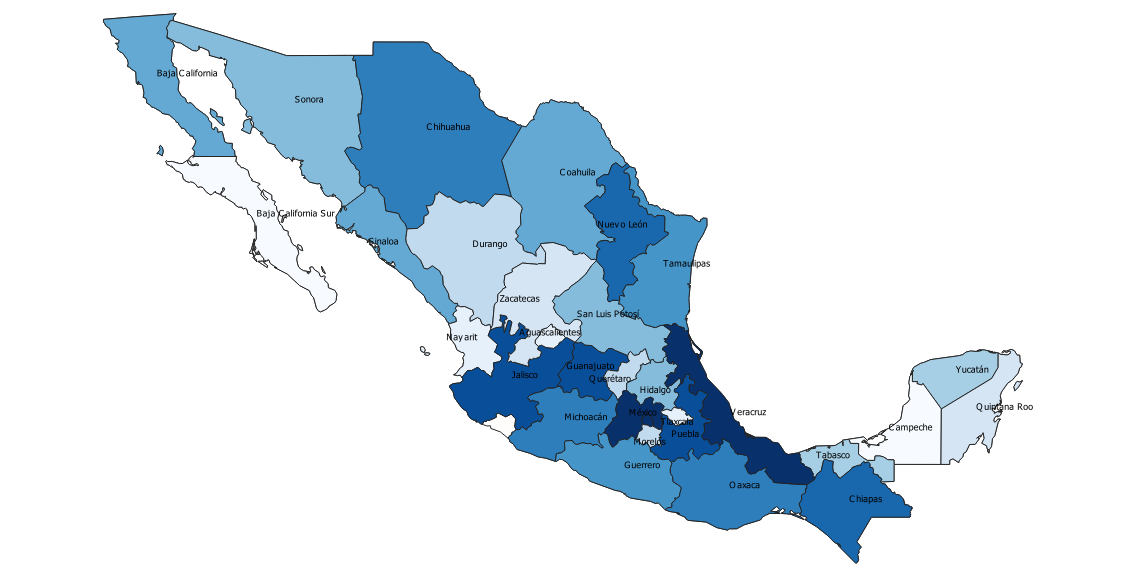 Baja California
Sonora
Chihuahua
Coahuila
Baja California Sur
Nuevo León
Sinaloa
Durango
Tamaulipas
Zacatecas
San Luis Potosí
Nayarit
Aguascalientes
Guanajuato
Yucatán
Jalisco
Querétaro
Hidalgo
Quintana Roo
México
Veracruz
Michoacán
Tlaxcala
Campeche
Puebla
Morelos
Tabasco
Guerrero
Oaxaca
Chiapas